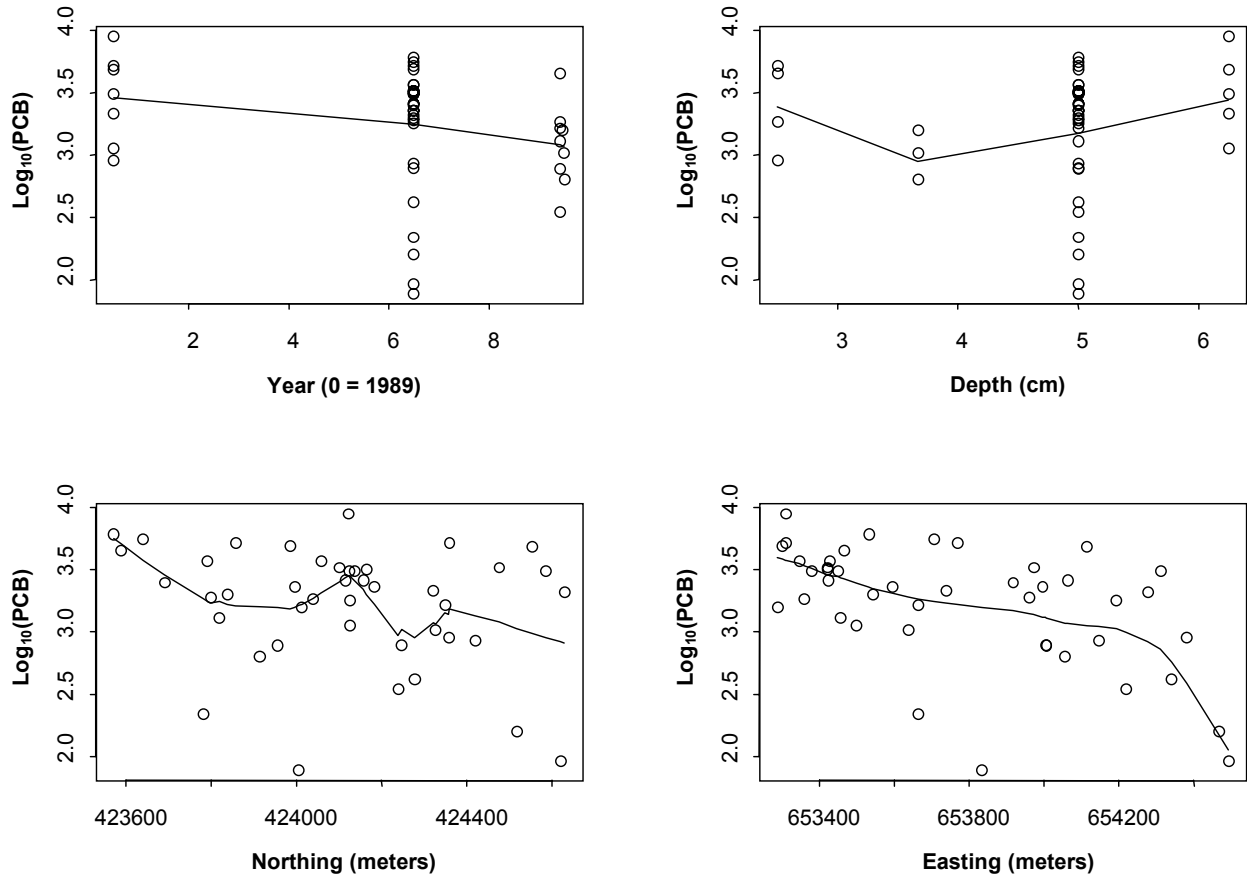 4.0
3.5
3.0
2.5
2.0
Log₁₀(PCB)
2 4 6 8
Year (0 = 1989)
4.0
3.5
3.0
2.5
2.0
Log₁₀(PCB)
3 4 5 6
Depth (cm)
4.0
3.5
3.0
2.5
2.0
Log₁₀(PCB)
423600 424000 424400
Northing (meters)
4.0
3.5
3.0
2.5
2.0
Log₁₀(PCB)
653400 653800 654200
Easting (meters)